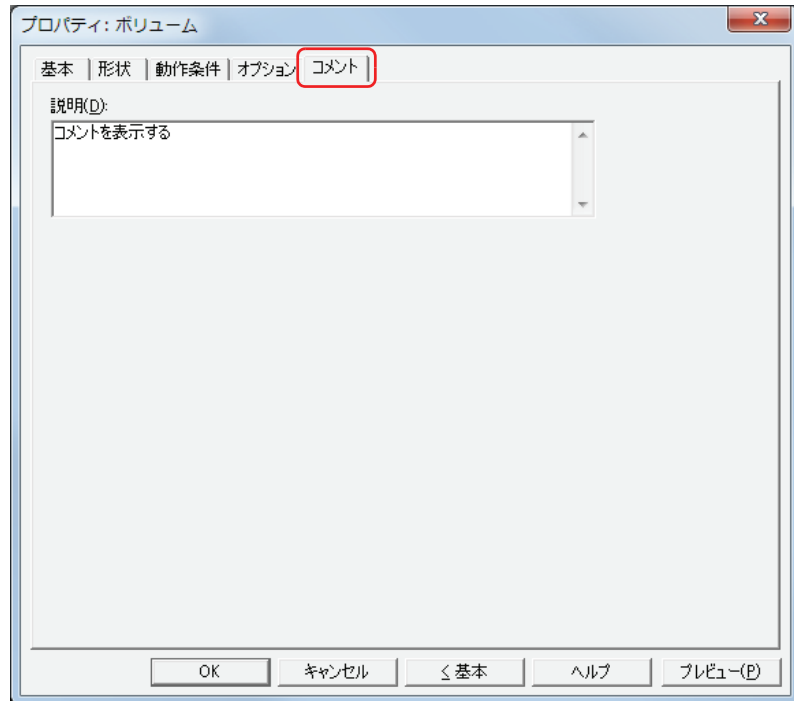 プロパティ: ボリューム
基本 形状 動作条件 オプション コメント
説明(D):
コメントを表示する
OK キャンセル < 基本 ヘルプ プレビュー(P)